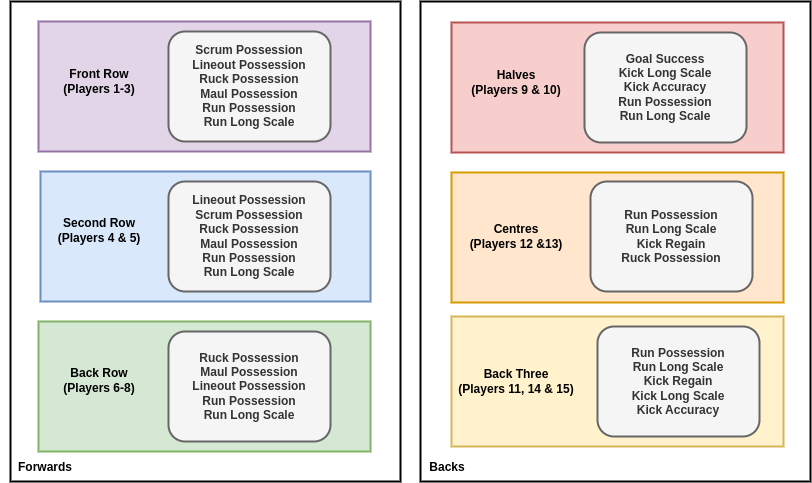 Front Row
(Players 1-3)
Scrum Possession
Lineout Possession
Ruck Possession
Maul Possession
Run Possession
Run Long Scale
Second Row
(Players 4 & 5)
Lineout Possession
Scrum Possession
Ruck Possession
Maul Possession
Run Possession
Run Long Scale
Back Row
(Players 6-8)
Ruck Possession
Maul Possession
Lineout Possession
Run Possession
Run Long Scale
Forwards
Halves
(Players 9 & 10)
Goal Success
Kick Long Scale
Kick Accuracy
Run Possession
Run Long Scale
Centres
(Players 12 &13)
Run Possession
Run Long Scale
Kick Regain
Ruck Possession
Back Three
(Players 11, 14 & 15)
Run Possession
Run Long Scale
Kick Regain
Kick Long Scale
Kick Accuracy
Backs